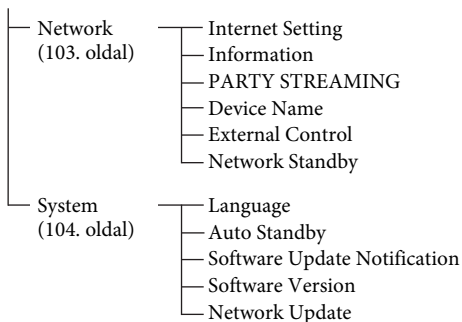 Network
(103. oldal)
Internet Setting
Information
PARTY STREAMING
Device Name
External Control
Network Standby
System
(104. oldal)
Language
Auto Standby
Software Update Notification
Software Version
Network Update